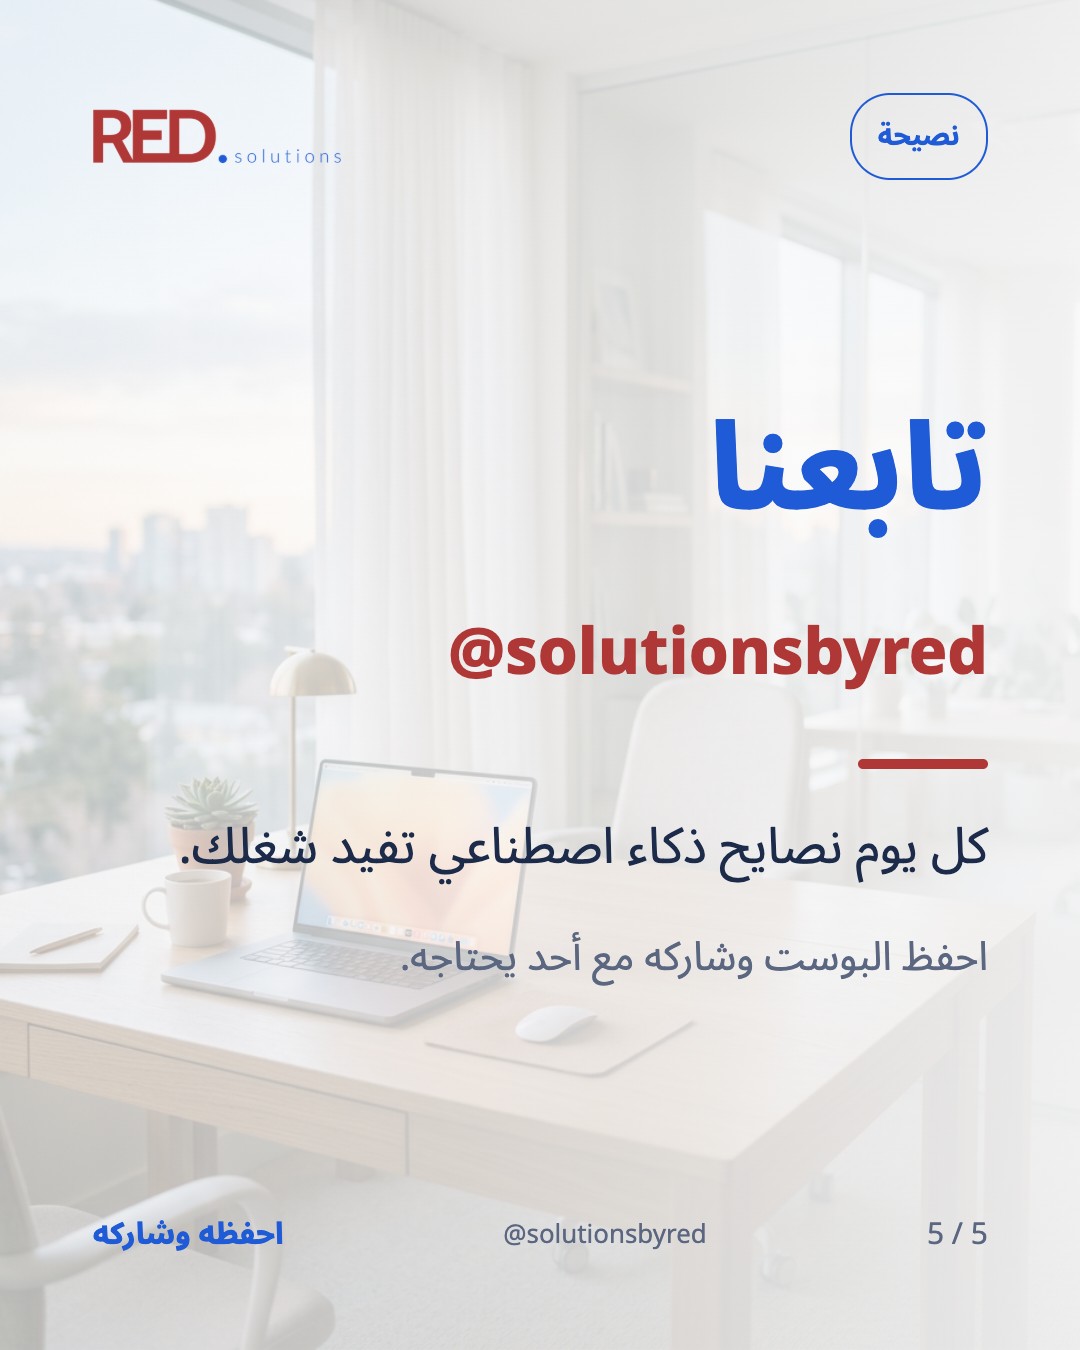 RED. solutions
نصيحة
تابعنا
@solutionsbyred
كل يوم نصايح ذكاء اصطناعي تفيد شغلك.
احفظ البوست وشاركه مع أحد يحتاجه.
5 / 5
@solutionsbyred
احفظه وشاركه